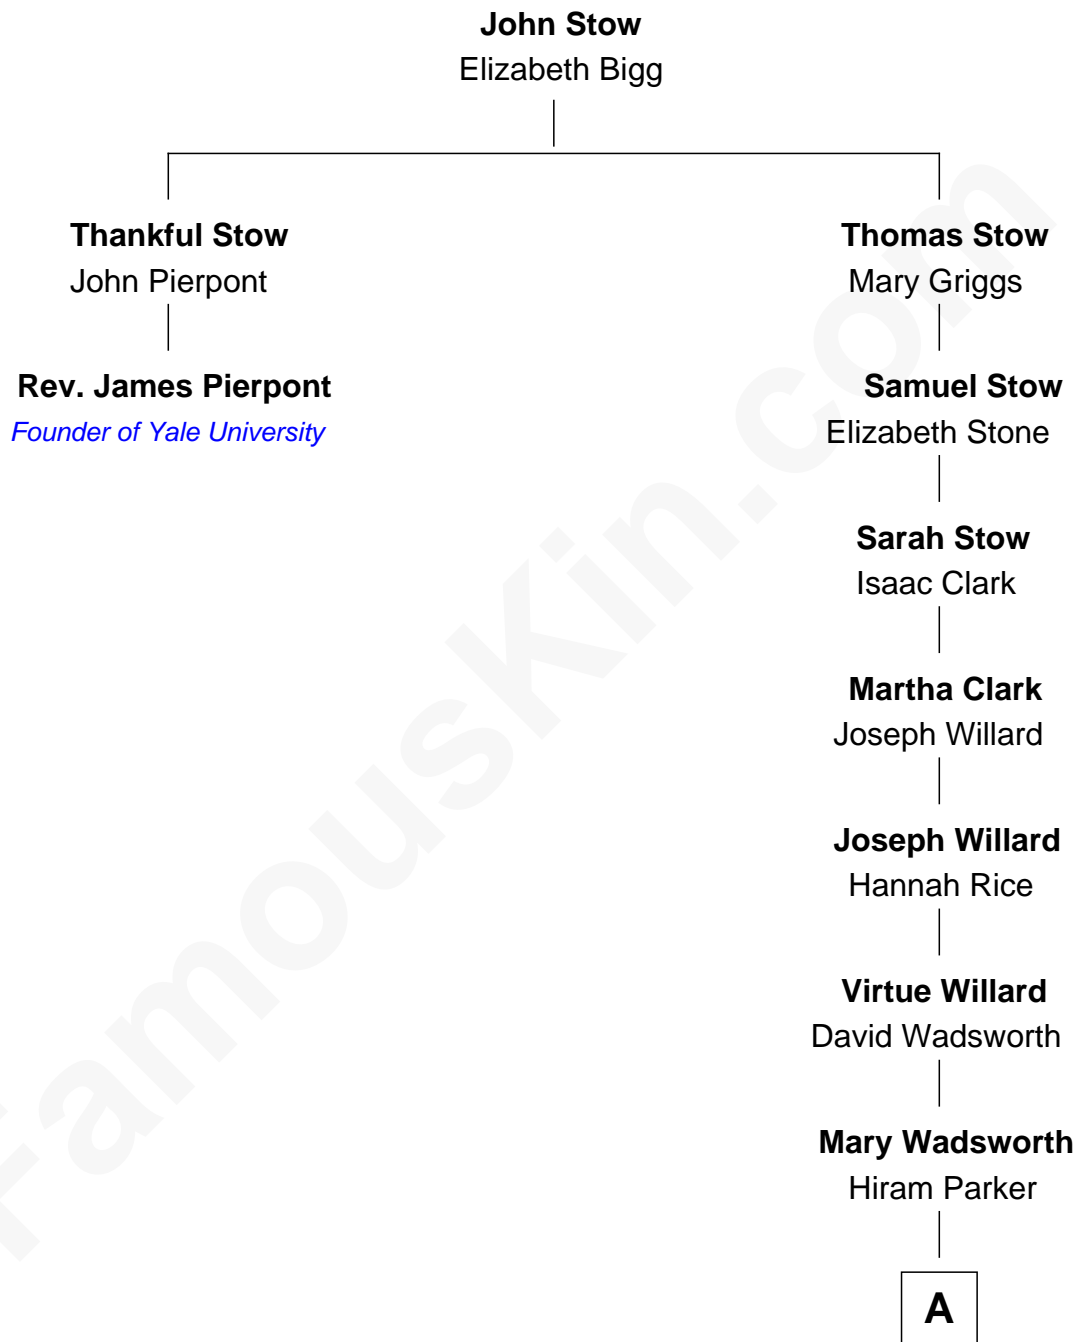 John Stow
Elizabeth Bigg
Thankful Stow
John Pierpont
Thomas Stow
Mary Griggs
Rev. James Pierpont
Founder of Yale University
Samuel Stow
Elizabeth Stone
Sarah Stow
Isaac Clark
Martha Clark
Joseph Willard
Joseph Willard
Hannah Rice
Virtue Willard
David Wadsworth
Mary Wadsworth
Hiram Parker
A
FamousKin.com